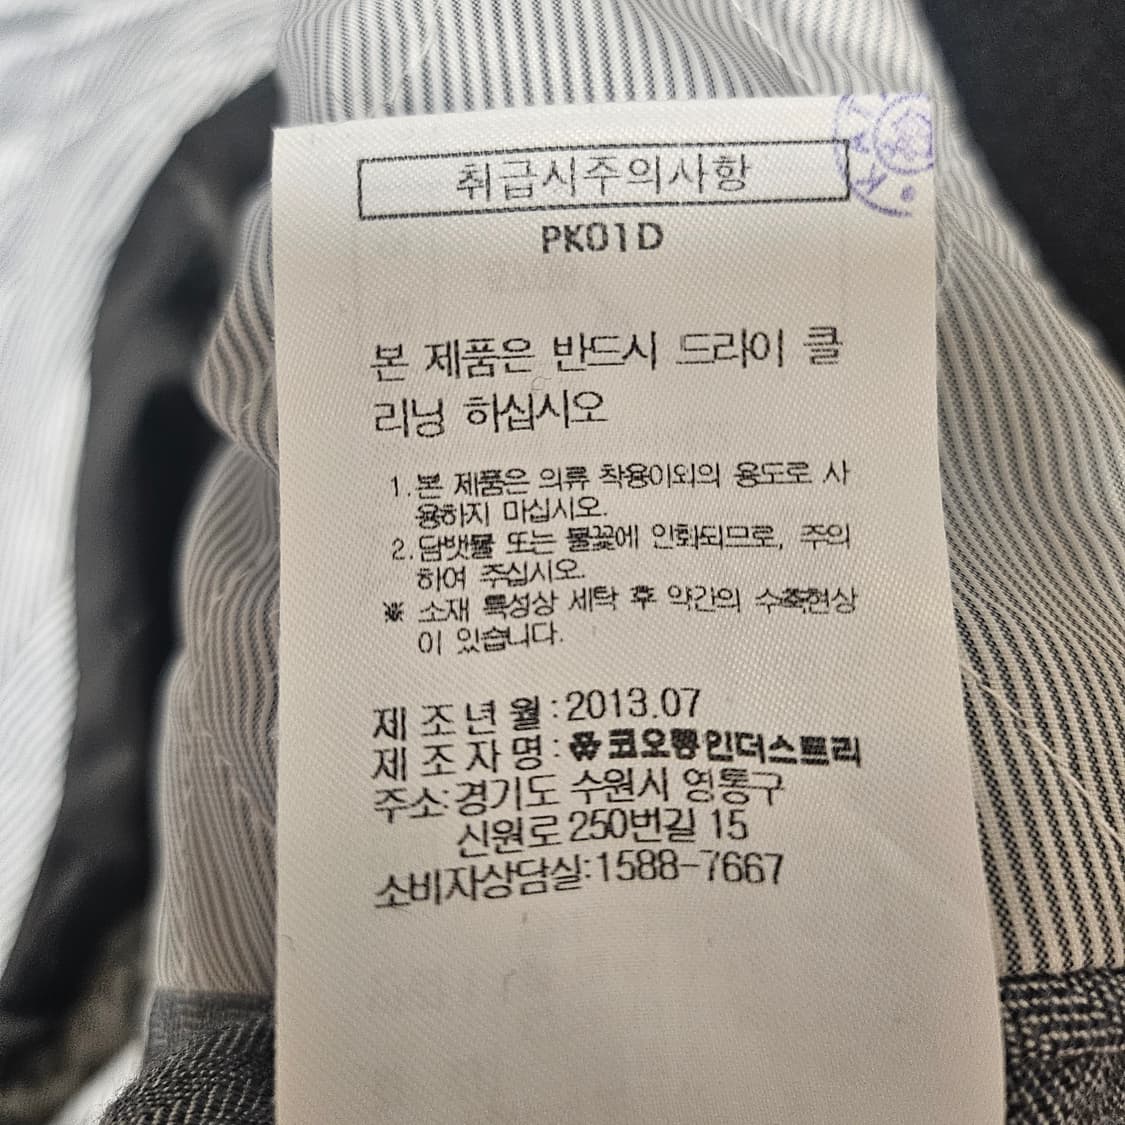 취급시주의사항
PK01D
본 제품은 반드시 드라이 클
리닝 하십시오
1. 본 제품은 의류 착용이외의 용도로 사
용하지 마십시오.
2. 담뱃불 또는 불꽃에 인화되므로, 주의
하여 주십시오.
※ 소재 특성상 세탁 후 약간의 수축현상
이 있습니다.
제 조 년 월 : 2013.07
제 조 자 명 : 코오롱인더스트리
주소:경기도 수원시 영통구
신원로 250번길 15
소비자상담실:1588-7667